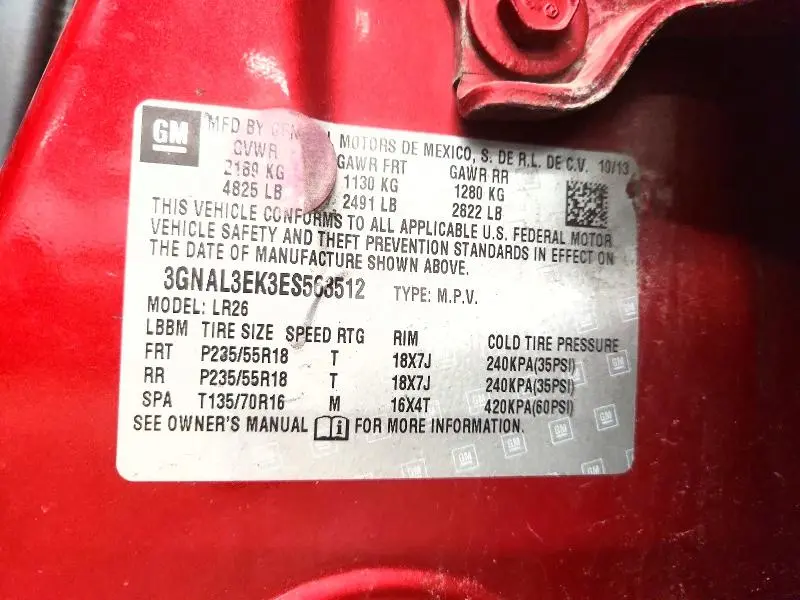 GM
MFD BY GENERAL MOTORS DE MEXICO, S. DE R.L. DE C.V. 10/13
GVWR GAWR FRT GAWR RR
2189 KG 1130 KG 1280 KG
4825 LB 2491 LB 2822 LB
THIS VEHICLE CONFORMS TO ALL APPLICABLE U.S. FEDERAL MOTOR
VEHICLE SAFETY AND THEFT PREVENTION STANDARDS IN EFFECT ON
THE DATE OF MANUFACTURE SHOWN ABOVE.
3GNAL3EK3ES563512 TYPE: M.P.V.
MODEL: LR26
LBBM TIRE SIZE SPEED RTG RIM COLD TIRE PRESSURE
FRT P235/55R18 T 18X7J 240KPA(35PSI)
RR P235/55R18 T 18X7J 240KPA(35PSI)
SPA T135/70R16 M 16X4T 420KPA(60PSI)
SEE OWNER'S MANUAL FOR MORE INFORMATION.